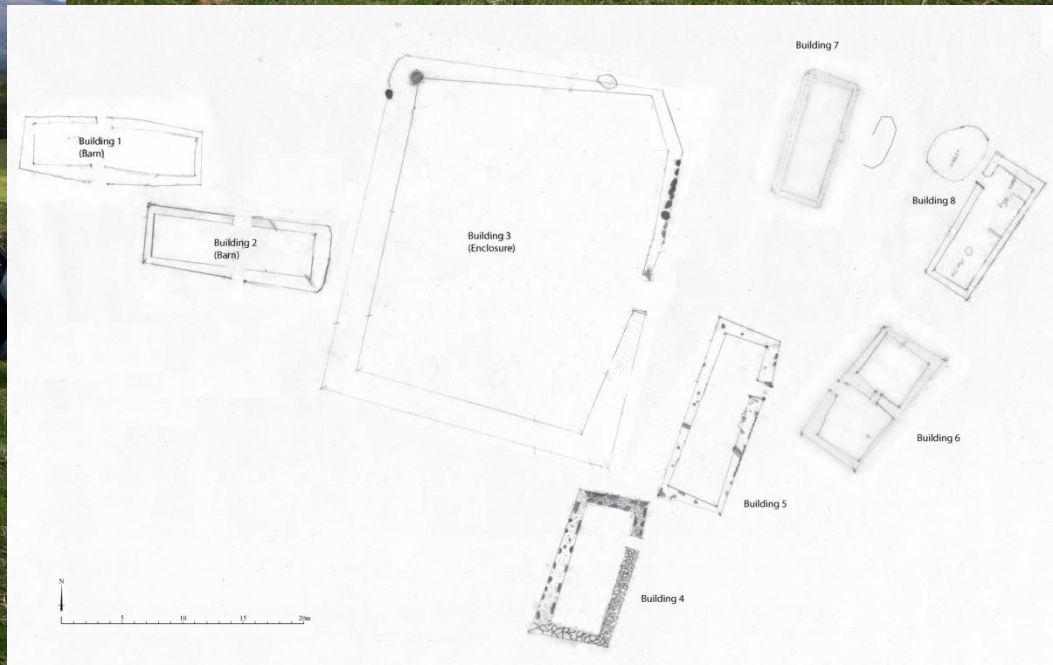 Building 7
Building 1
(Barn)
Building 8
Building 3
(Enclosure)
Building 2
(Barn)
Building 6
Building 5
Building 4
N
5
10
15
20m